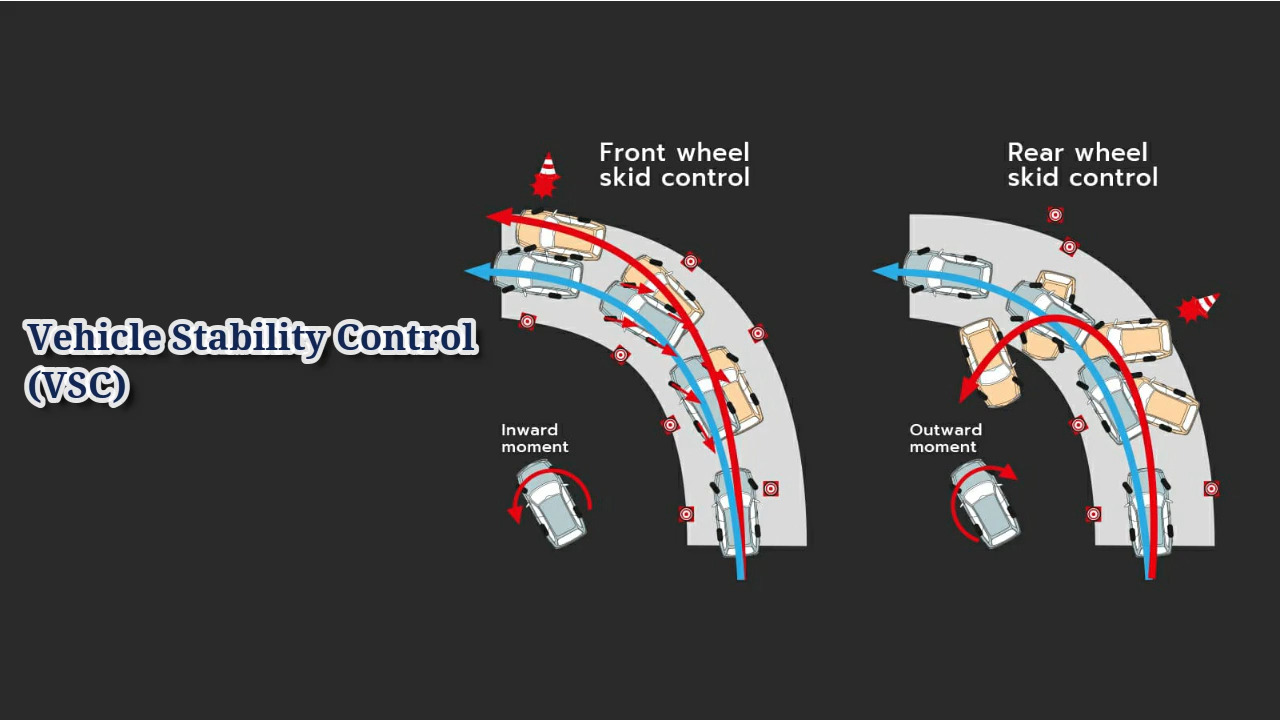 Vehicle Stability Control
(VSC)
Front wheel
skid control
Inward
moment
Rear wheel
skid control
Outward
moment